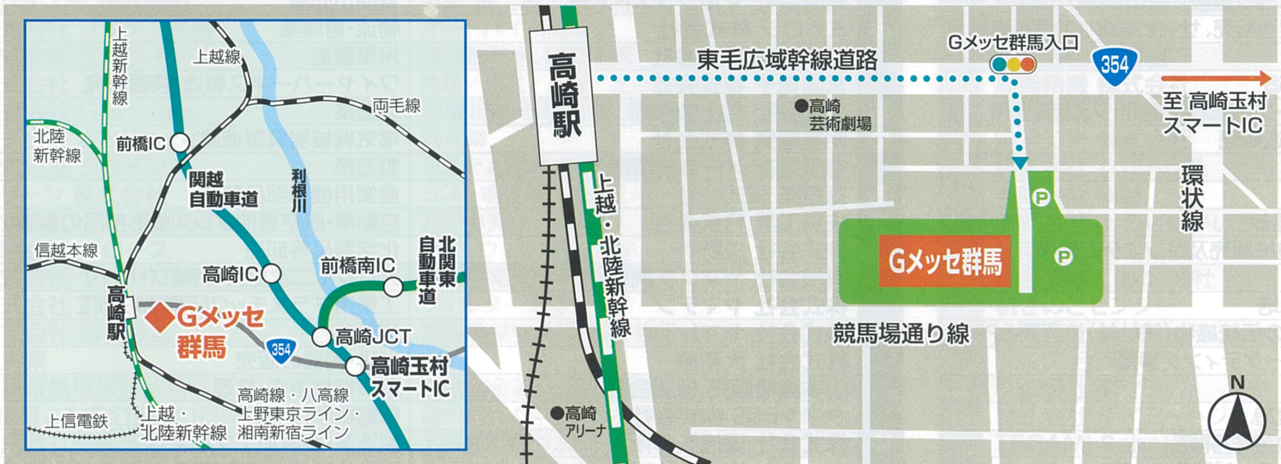 上越新幹線
上越線
両毛線
北陸
新幹線
前橋IC
関越
自動車道
利根川
信越本線
高崎IC
前橋南IC
北関東
自動車道
高崎駅
Gメッセ
群馬
354
高崎JCT
高崎玉村
スマートIC
高崎線・八高線
上野東京ライン・
湘南新宿ライン
上信電鉄
上越・
北陸新幹線
高崎駅
東毛広域幹線道路
Gメッセ群馬入口
354
至 高崎玉村
スマートIC
高崎
芸術劇場
環状線
上越・北陸新幹線
P
P
Gメッセ群馬
競馬場通り線
高崎
アリーナ
N